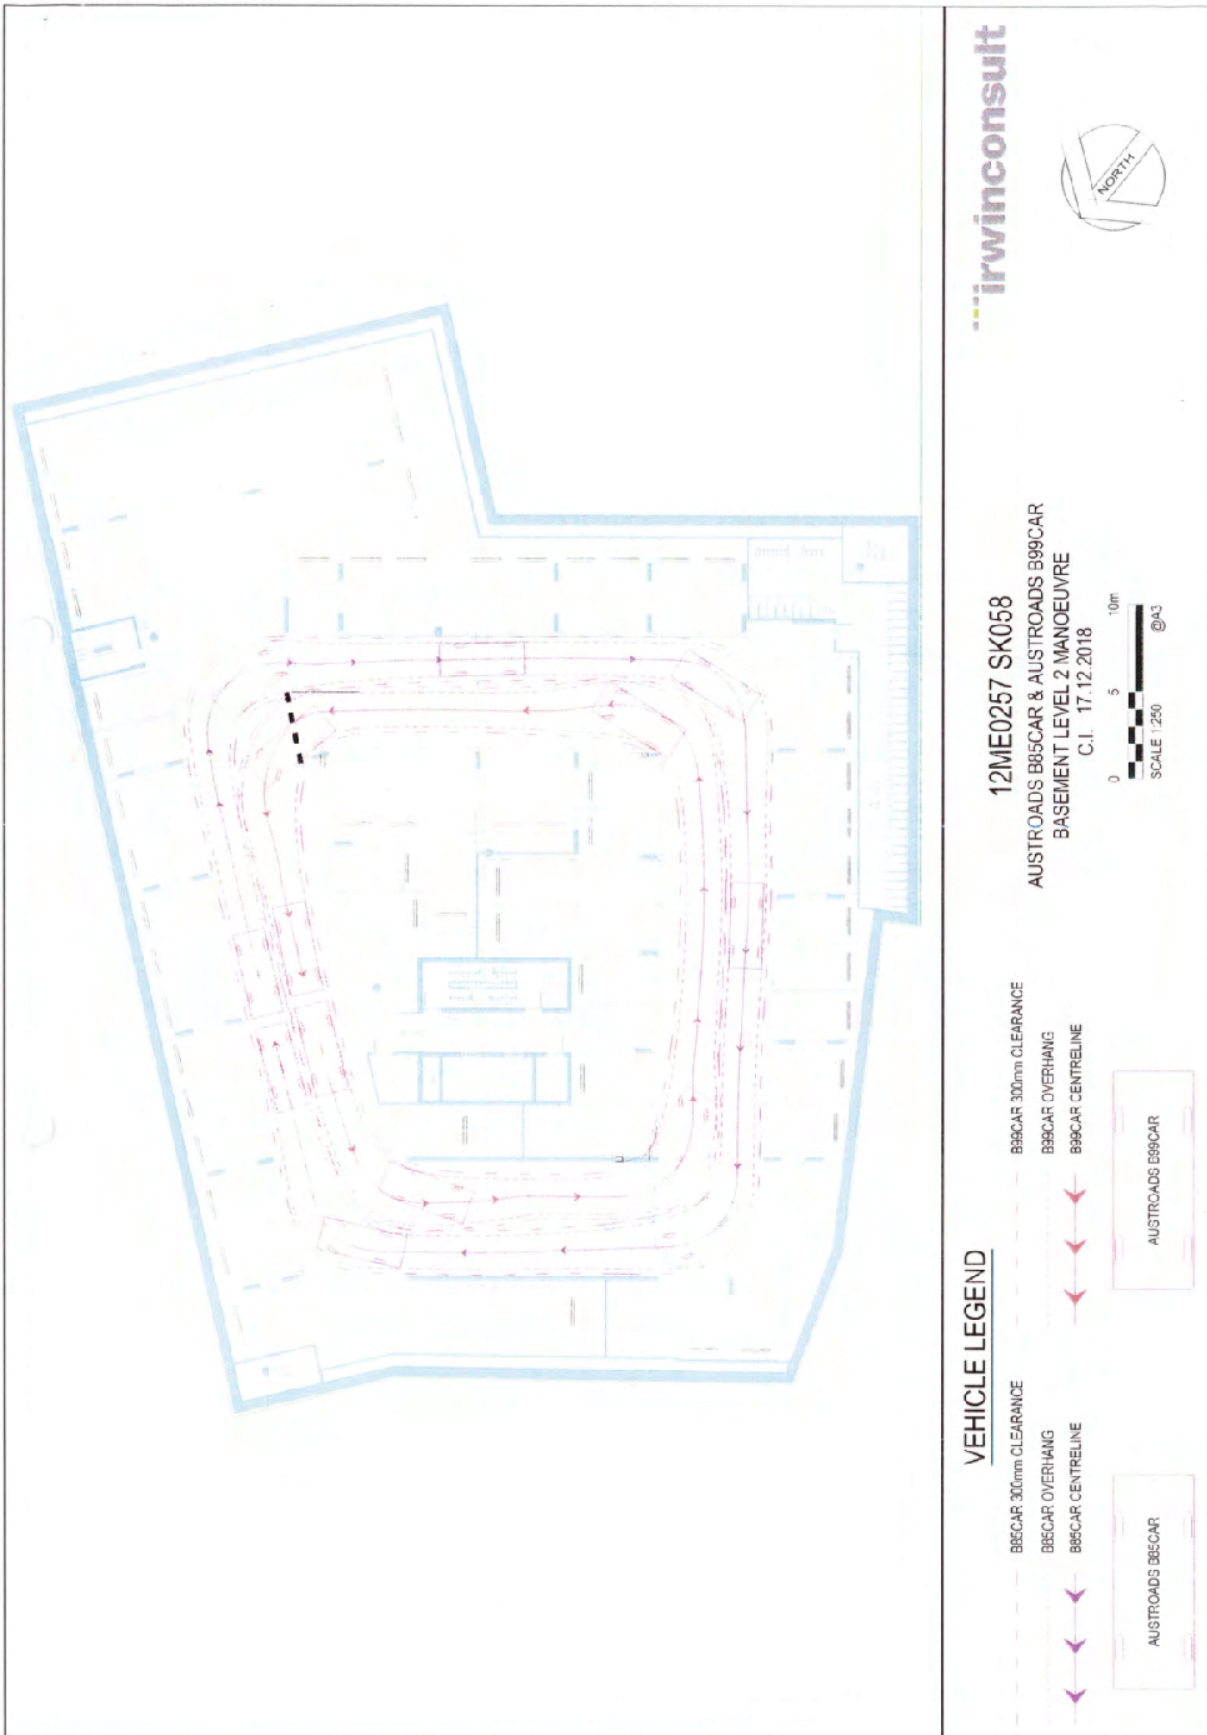 irwinconsult
NORTH
12ME0257 SK058
AUSTROADS B85CAR & AUSTROADS B99CAR
BASEMENT LEVEL 2 MANOEUVRE
C.I. 17.12.2018
0 5 10m
SCALE 1:250 @A3
VEHICLE LEGEND
B85CAR 300mm CLEARANCE
B85CAR OVERHANG
B85CAR CENTRELINE
AUSTROADS B85CAR
B99CAR 300mm CLEARANCE
B99CAR OVERHANG
B99CAR CENTRELINE
AUSTROADS B99CAR